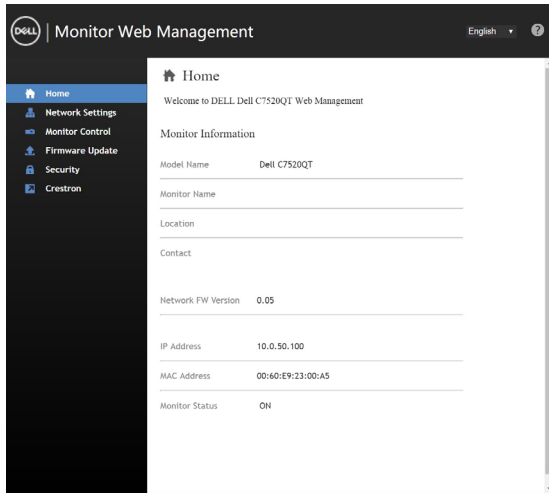 DELL | Monitor Web Management
English
?
Home
Network Settings
Monitor Control
Firmware Update
Security
Crestron
Home
Welcome to DELL Dell C7520QT Web Management
Monitor Information
Model Name Dell C7520QT
Monitor Name
Location
Contact
Network FW Version 0.05
IP Address 10.0.50.100
MAC Address 00:60:E9:23:00:A5
Monitor Status ON